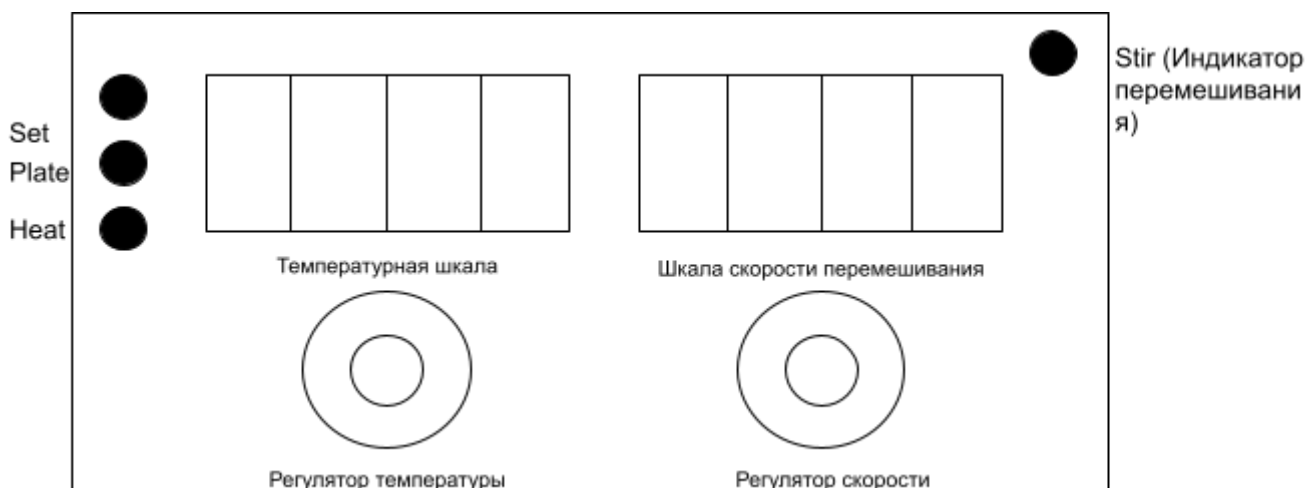 Stir (Индикатор
перемешивани
я)
Set
Plate
Heat
Температурная шкала
Шкала скорости перемешивания
Регулятор температуры
Регулятор скорости